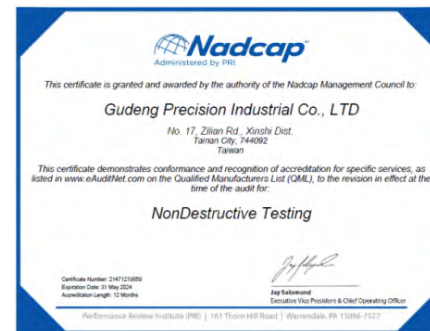 Nadcap
Administered by PRI
This certificate is granted and awarded by the authority of the Nadcap Management Council to:
Gudeng Precision Industrial Co., LTD
No. 17, Zilian Rd., Xinshi Dist.
Tainan City, 744092
Taiwan
This certificate demonstrates conformance and recognition of accreditation for specific services, as
listed in www.eAuditNet.com on the Qualified Manufacturers List (QML), to the revision in effect at the
time of the audit for:
NonDestructive Testing
Certificate Number:
Expiration Date: 31 May 2024
Accreditation Length: 12 Months
Jay Solomond
Executive Vice President & Chief Operating Officer
Performance Review Institute (PRI) | 161 Thorn Hill Road | Warrendale, PA 15086-7527